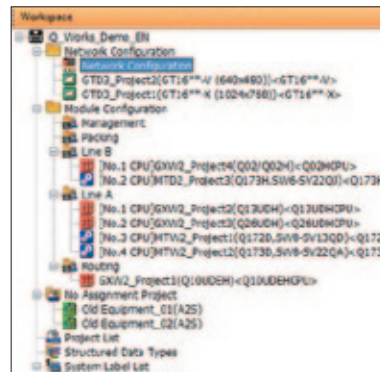 Workspace
Q_Works_Demo_EN
Network Configuration
Network Configuration
GTD3_Project2(GT16**-V (640x480))<GT16**-V>
GTD3_Project1(GT16**-X (1024x768))<GT16**-X>
Module Configuration
Management
Packing
Line B
[No.1 CPU]GXW2_Project4(Q02/Q02H)<Q02HCPU>
[No.2 CPU]MTD2_Project3(Q173H,SW6-SY22QJ)<Q173H
Line A
[No.1 CPU]GXW2_Project2(Q13UDH)<Q13UDHCPU>
[No.2 CPU]GXW2_Project3(Q26UDH)<Q26UDHCPU>
[No.3 CPU]MTW2_Project1(Q172D,SW8-SV13QD)<Q172
[No.4 CPU]MTW2_Project2(Q173D,SW8-SV22QA)<Q173
Routing
GXW2_Project1(Q10UDEH)<Q10UDEHCPU>
No Assignment Project
Old Equipment_01(A2S)
Old Equipment_02(A2S)
Project List
Structured Data Types
System Label List